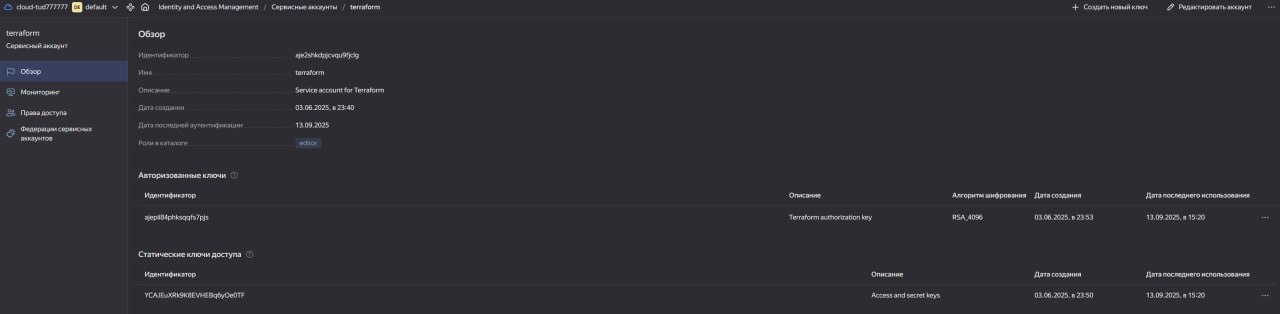 cloud-tud777777 DE default Identity and Access Management / Сервисные аккаунты / terraform Создать новый ключ Редактировать аккаунт
terraform
Сервисный аккаунт
Обзор
Мониторинг
Права доступа
Федерации сервисных
аккаунтов
Обзор
Идентификатор aje2shkdpjcvqu9fjclg
Имя terraform
Описание Service account for Terraform
Дата создания 03.06.2025, в 23:40
Дата последней аутентификации 13.09.2025
Роли в каталоге editor
Авторизованные ключи
Идентификатор Описание Алгоритм шифрования Дата создания Дата последнего использования
ajepil84phksqqfs7pjs Terraform authorization key RSA_4096 03.06.2025, в 23:53 13.09.2025, в 15:20
Статические ключи доступа
Идентификатор Описание Дата создания Дата последнего использования
YCAJEuXRk9K8EVHEBq6yOe0TF Access and secret keys 03.06.2025, в 23:50 13.09.2025, в 15:20